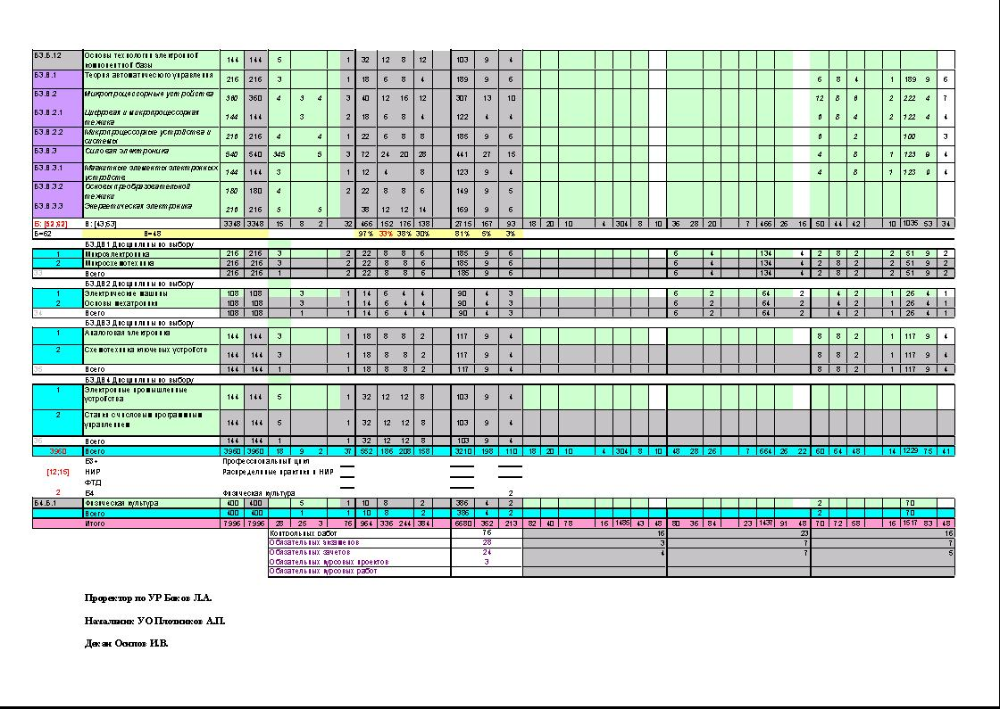 Б3.Б.12 Основы технологии электронной компонентной базы 144 144 5 1 32 12 8 12 103 9 4
Б3.В.1 Теория автоматического управления 216 216 3 1 18 6 8 4 189 9 6 6 8 4 1 189 9 6
Б3.В.2 Микропроцессорные устройства 360 360 4 3 4 3 40 12 16 12 307 13 10 12 8 6 2 222 4 7
Б3.В.2.1 Цифровая и микропроцессорная техника 144 144 3 2 18 6 8 4 122 4 4 6 8 4 2 122 4 4
Б3.В.2.2 Микропроцессорные устройства и системы 216 216 4 4 22 6 8 8 185 9 6 6 2 100 3
Б3.В.3 Силовая электроника 540 540 345 5 3 72 24 20 28 441 27 15 4 8 1 123 9 4
Б3.В.3.1 Магнитные элементы электронных устройств 144 144 3 12 4 8 123 9 4 4 8 1 123 9 4
Б3.В.3.2 Основы преобразовательной техники 180 180 4 2 22 8 8 6 149 9 5
Б3.В.3.3 Энергетическая электроника 216 216 5 5 38 12 12 14 169 9 6
Б: [52;62] В: [43;53] 3348 3348 15 8 2 32 466 152 176 138 2715 167 93 18 20 10 4 304 8 10 36 28 20 7 466 26 16 50 44 42 10 1035 53 34
Б=62 В=48 97% 33% 38% 30% 81% 5% 3%
Б3.ДВ1 Дисциплины по выбору
1 Микроэлектроника 216 216 3 2 22 8 8 6 185 9 6 6 4 134 4 2 8 2 1 51 9 2
2 Микросхемотехника 216 216 3 2 22 8 8 6 185 9 6 6 4 134 4 2 8 2 1 51 9 2
33 Всего 216 216 1 2 22 8 8 6 185 9 6 6 4 134 4 2 8 2 1 51 9 2
Б3.ДВ2 Дисциплины по выбору
1 Электрические машины 108 108 3 1 14 6 4 4 90 4 3 6 2 64 2 4 2 1 26 4 1
2 Основы мехатроники 108 108 3 1 14 6 4 4 90 4 3 6 2 64 2 4 2 1 26 4 1
34 Всего 108 108 1 1 14 6 4 4 90 4 3 6 2 64 2 4 2 1 26 4 1
Б3.ДВ3 Дисциплины по выбору
1 Аналоговая электроника 144 144 3 1 18 8 8 2 117 9 4 8 8 2 1 117 9 4
2 Схемотехника ключевых устройств 144 144 3 1 18 8 8 2 117 9 4 8 8 2 1 117 9 4
35 Всего 144 144 1 1 18 8 8 2 117 9 4 8 8 2 1 117 9 4
Б3.ДВ4 Дисциплины по выбору
1 Электронные промышленные устройства 144 144 5 1 32 12 12 8 103 9 4
2 Станки с числовым программным управлением 144 144 5 1 32 12 12 8 103 9 4
36 Всего 144 144 1 1 32 12 12 8 103 9 4
3960 Всего 3960 3960 18 9 2 37 552 186 208 158 3210 198 110 18 20 10 4 304 8 10 48 28 26 7 664 26 22 60 64 48 12 1229 75 41
Б3+ Профессиональный цикл
[12;15] НИР Распределенные практики и НИР
ФТД
2 Б4 Физическая культура 2
Б4.Б.1 Физическая культура 400 400 5 1 10 8 2 386 4 2 2 70
Всего 400 400 1 1 10 8 2 386 4 2 2 70
Итого 7996 7996 28 25 3 76 964 336 244 384 6680 352 213 82 40 78 16 1485 43 48 80 36 84 23 1437 91 48 70 72 58 16 1517 83 48
Контрольных работ 76 16 23 16
Обязательных экзаменов 28 3 7 7
Обязательных зачетов 24 4 7 5
Обязательных курсовых проектов 3
Обязательных курсовых работ
Проректор по УР Боков Л.А.
Начальник УО Плотников А.П.
Декан Осипов И.В.